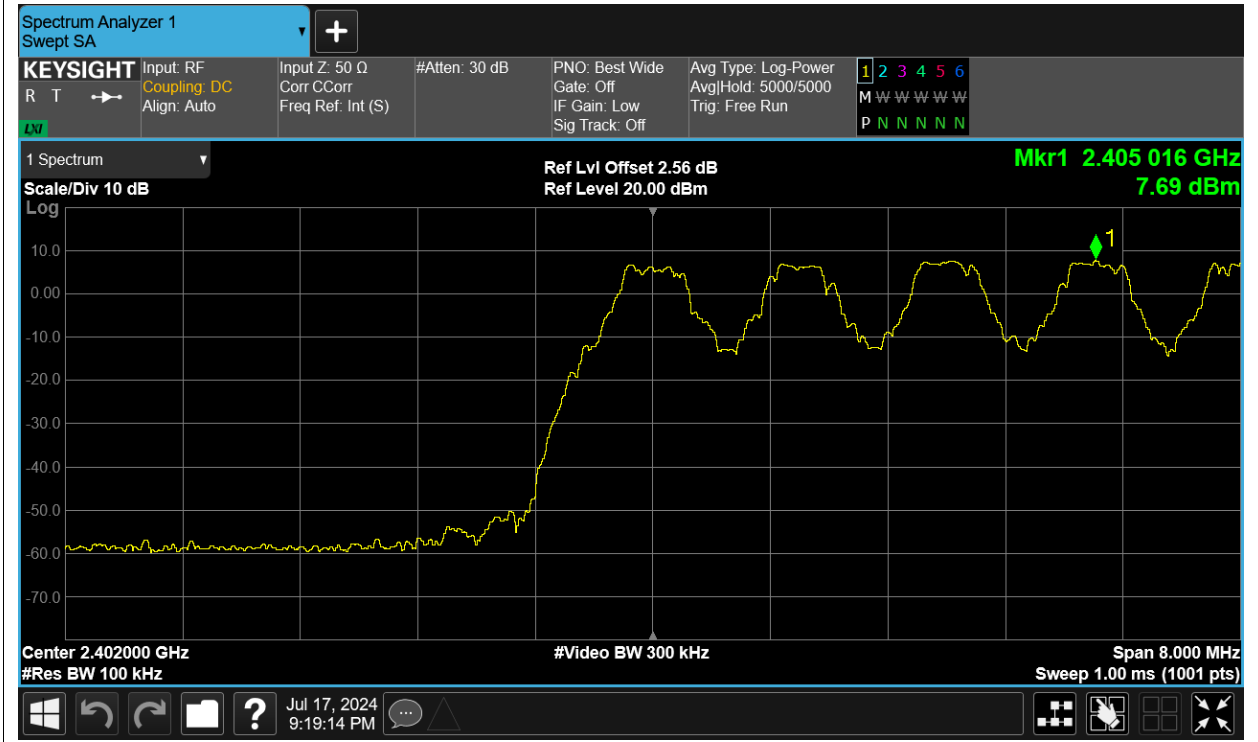 Spectrum Analyzer 1
Swept SA
KEYSIGHT
R T
LXI
Input: RF
Coupling: DC
Align: Auto
Input Z: 50 Ω
Corr CCorr
Freq Ref: Int (S)
#Atten: 30 dB
PNO: Best Wide
Gate: Off
IF Gain: Low
Sig Track: Off
Avg Type: Log-Power
Avg|Hold: 5000/5000
Trig: Free Run
1 2 3 4 5 6
M W W W W W W
P N N N N N N
1 Spectrum
Scale/Div 10 dB
Ref Lvl Offset 2.56 dB
Ref Level 20.00 dBm
Mkr1 2.405 016 GHz
7.69 dBm
Log
1
10.0
0.00
-10.0
-20.0
-30.0
-40.0
-50.0
-60.0
-70.0
Center 2.402000 GHz
#Video BW 300 kHz
Span 8.000 MHz
#Res BW 100 kHz
Sweep 1.00 ms (1001 pts)
?
Jul 17, 2024
9:19:14 PM